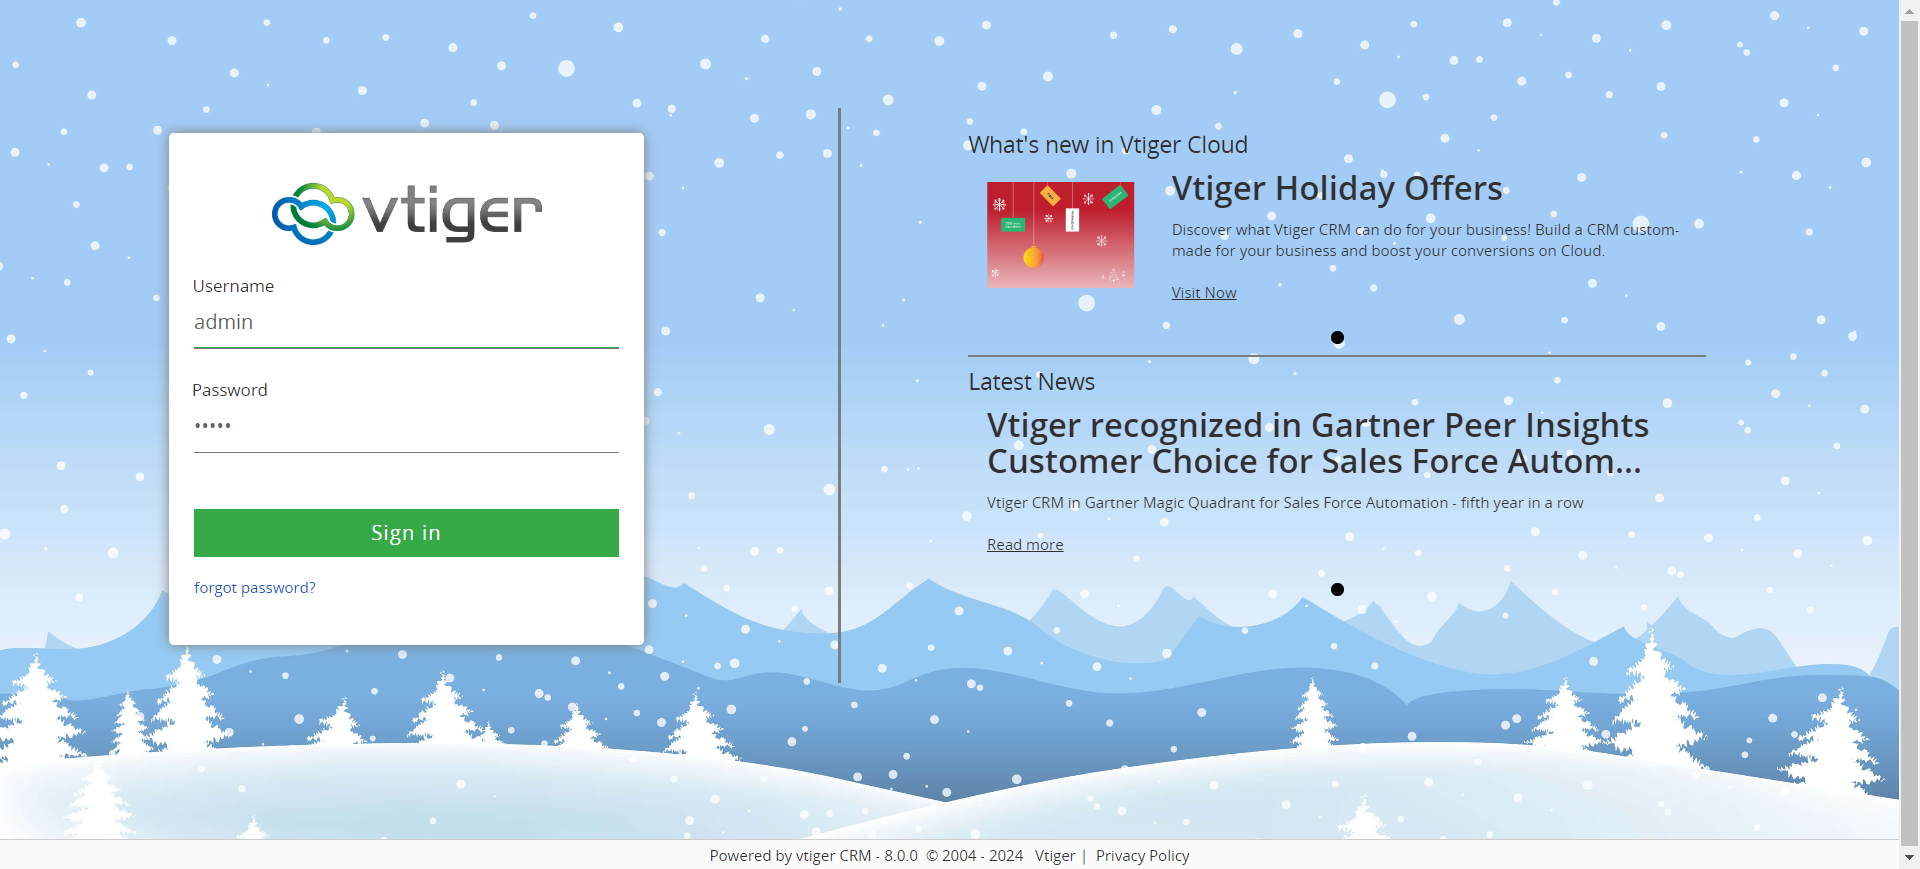 vtiger
Username
admin
Password
•••••
Sign in
forgot password?
What's new in Vtiger Cloud
Vtiger Holiday Offers
Discover what Vtiger CRM can do for your business! Build a CRM custom-
made for your business and boost your conversions on Cloud.
Visit Now
Latest News
Vtiger recognized in Gartner Peer Insights
Customer Choice for Sales Force Autom...
Vtiger CRM in Gartner Magic Quadrant for Sales Force Automation - fifth year in a row
Read more
Powered by vtiger CRM - 8.0.0 © 2004 - 2024 Vtiger | Privacy Policy